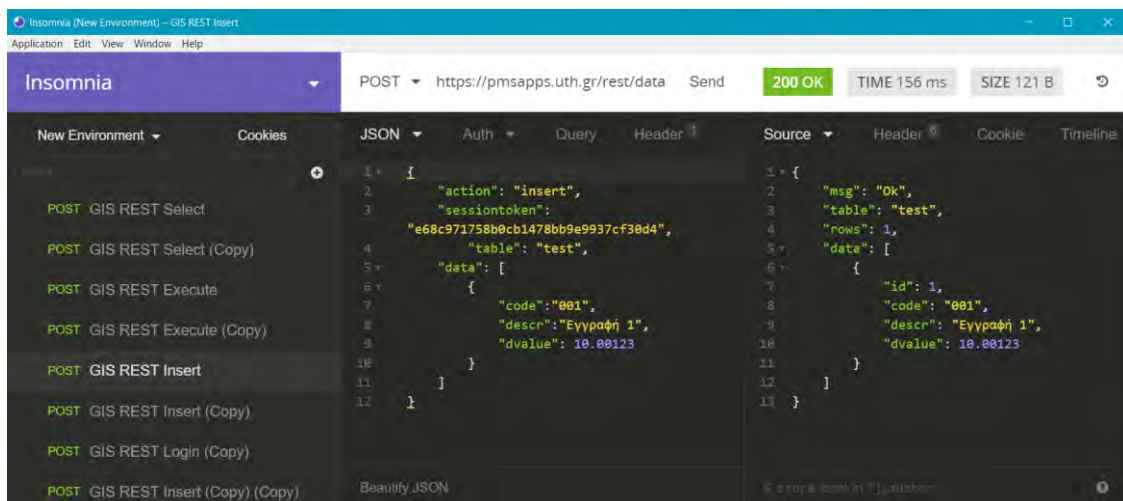 Insomnia (New Environment) – GIS REST Insert
Application Edit View Window Help
Insomnia
POST https://pmsapps.uth.gr/rest/data Send
200 OK TIME 156 ms SIZE 121 B
New Environment Cookies
JSON Auth Query Header 1
Source Header 6 Cookie Timeline
POST GIS REST Select
POST GIS REST Select (Copy)
POST GIS REST Execute
POST GIS REST Execute (Copy)
POST GIS REST Insert
POST GIS REST Insert (Copy)
POST GIS REST Login (Copy)
POST GIS REST Insert (Copy) (Copy)
1 {
2 "action": "insert",
3 "sessiontoken":
"e68c971758b0cb1478bb9e9937cf30d4",
4 "table": "test",
5 "data": [
6 {
7 "code":"001",
8 "descr":"Εγγραφή 1",
9 "dvalue": 10.00123
10 }
11 ]
12 }
Beautify JSON
1 {
2 "msg": "Ok",
3 "table": "test",
4 "rows": 1,
5 "data": [
6 {
7 "id": 1,
8 "code": "001",
9 "descr": "Εγγραφή 1",
10 "dvalue": 10.00123
11 }
12 ]
13 }